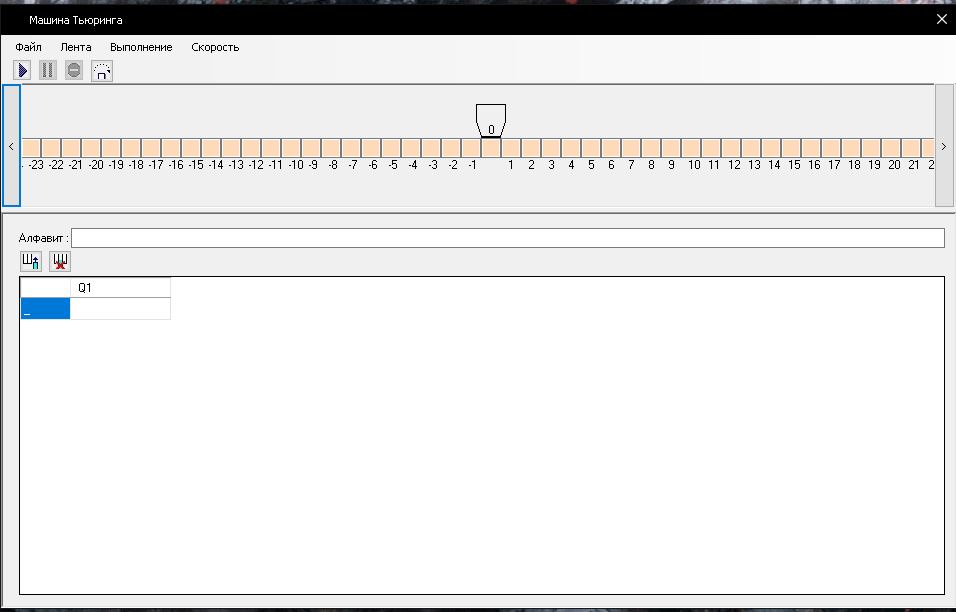 Машина Тьюринга
Файл Лента Выполнение Скорость
0
< >
-23 -22 -21 -20 -19 -18 -17 -16 -15 -14 -13 -12 -11 -10 -9 -8 -7 -6 -5 -4 -3 -2 -1 1 2 3 4 5 6 7 8 9 10 11 12 13 14 15 16 17 18 19 20 21 2
Алфавит :
Q1
_